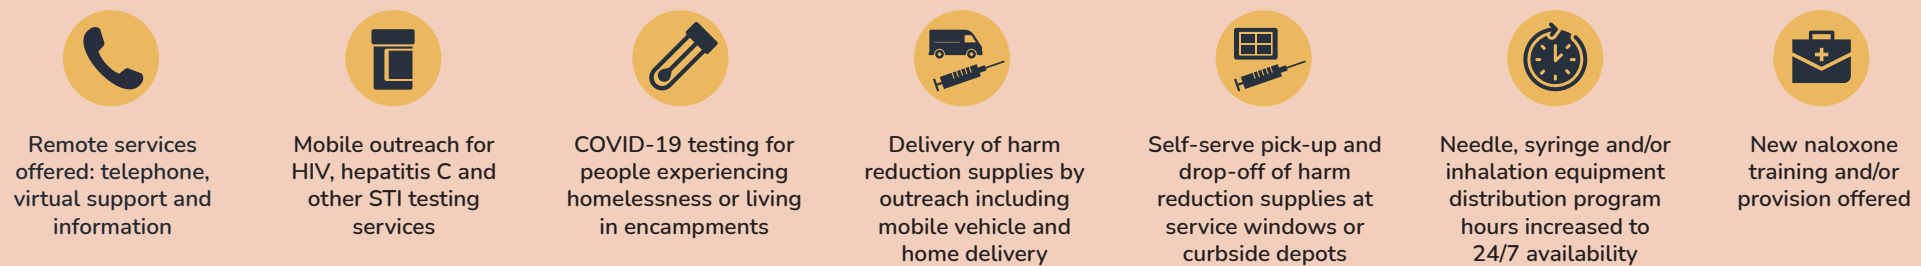 Remote services
offered: telephone,
virtual support and
information
Mobile outreach for
HIV, hepatitis C and
other STI testing
services
COVID-19 testing for
people experiencing
homelessness or living
in encampments
Delivery of harm
reduction supplies by
outreach including
mobile vehicle and
home delivery
Self-serve pick-up and
drop-off of harm
reduction supplies at
service windows or
curbside depots
Needle, syringe and/or
inhalation equipment
distribution program
hours increased to
24/7 availability
New naloxone
training and/or
provision offered